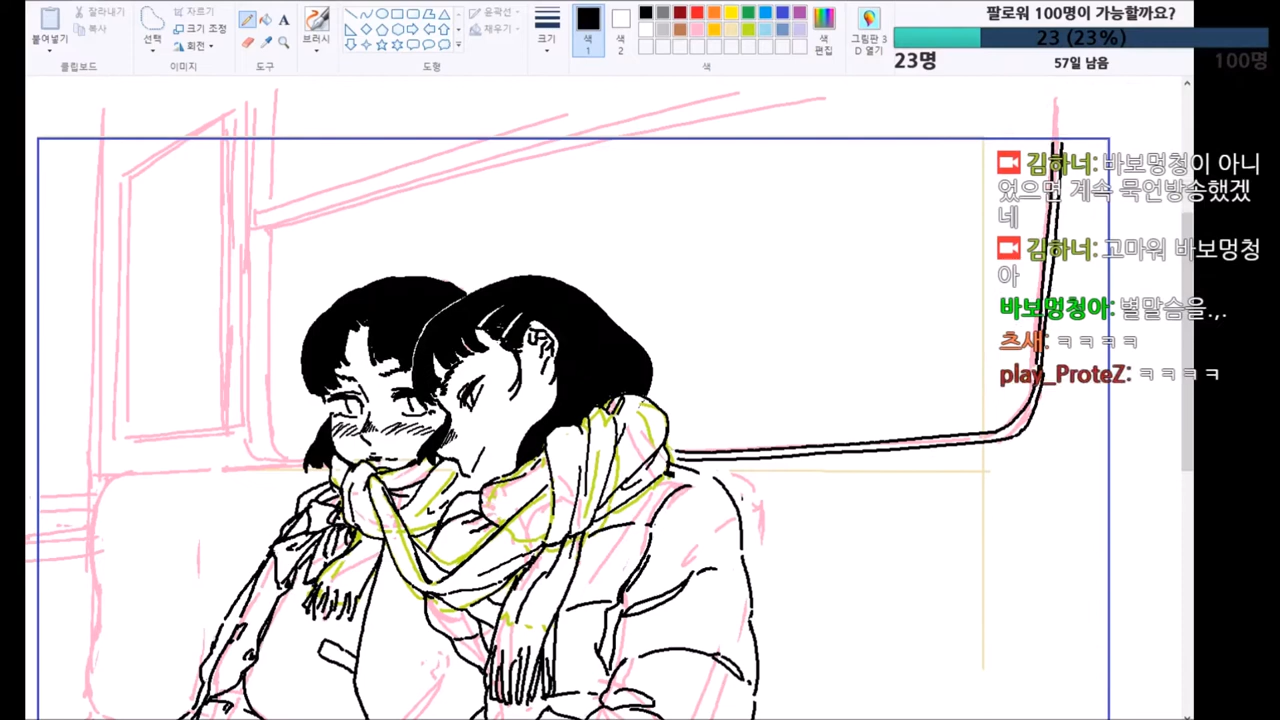 잘라내기
복사
붙여넣기
클립보드
선택
자르기
크기 조정
회전
이미지
A
도구
브러시
윤곽선
채우기
도형
크기
색
1
색
2
색
편집
색
그림판 3
D 열기
팔로워 100명이 가능할까요?
23 (23%)
23명
57일 남음
100명
김하너: 바보멍청이 아니
었으면 계속 묵언방송했겠
네
김하너: 고마워 바보멍청
아
바보멍청아: 별말슴을.,.
츠새: ㅋㅋㅋㅋ
play_ProteZ: ㅋㅋㅋㅋ